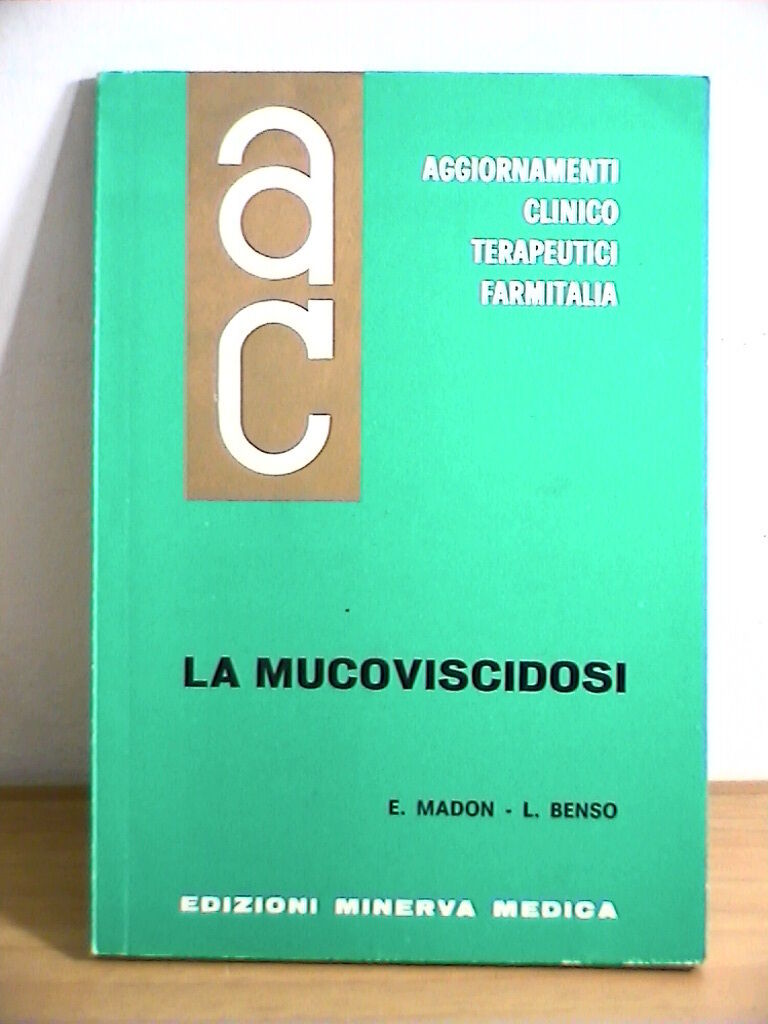 ac
AGGIORNAMENTI
CLINICO
TERAPEUTICI
FARMITALIA
LA MUCOVISCIDOSI
E. MADON - L. BENSO
EDIZIONI MINERVA MEDICA